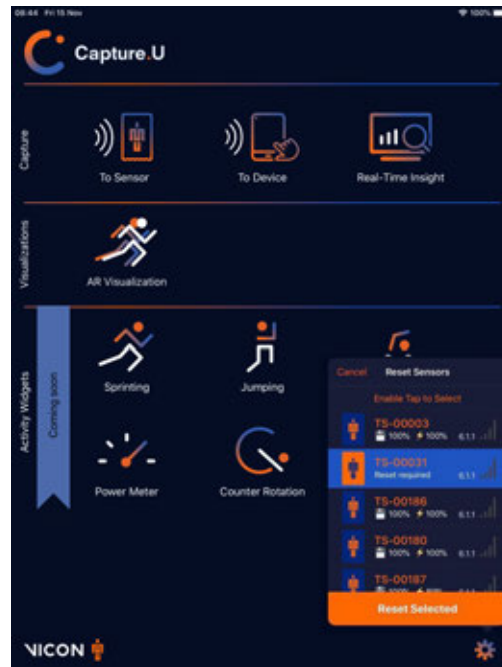 08:44 Fri 15 Nov
100%
Capture.U
Capture
To Sensor
To Device
Real-Time Insight
Visualizations
AR Visualization
Activity Widgets
Coming soon
Sprinting
Jumping
Power Meter
Counter Rotation
Cancel Reset Sensors
Enable Tap to Select
TS-00003
100% 100% 6.1.1
TS-00031
Reset required 6.1.1
TS-00186
100% 100% 6.1.1
TS-00180
100% 100% 6.1.1
TS-00187
Reset Selected
VICON